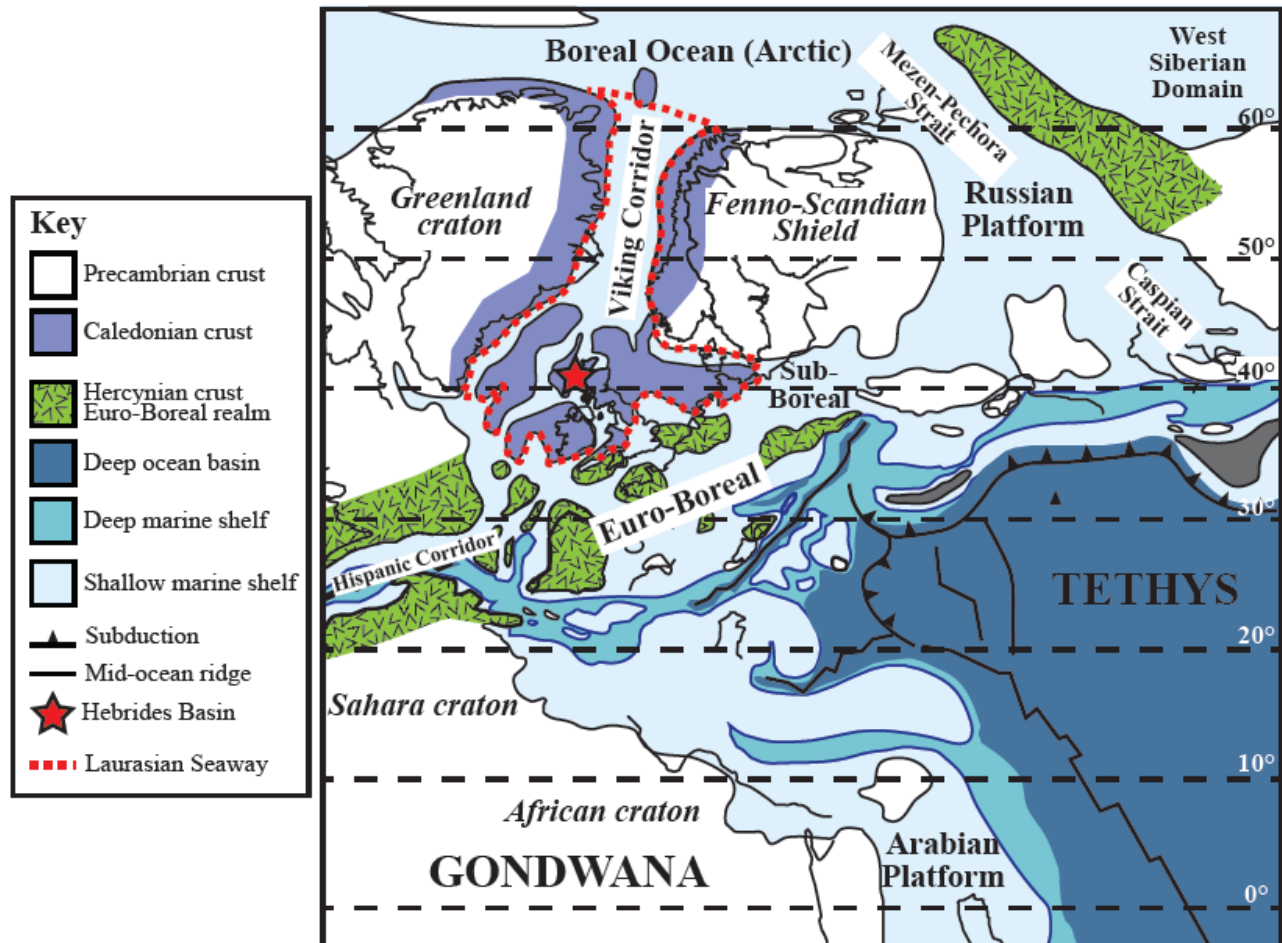 Key
Precambrian crust
Caledonian crust
Hercynian crust
Euro-Boreal realm
Deep ocean basin
Deep marine shelf
Shallow marine shelf
Subduction
Mid-ocean ridge
Hebrides Basin
Laurasian Seaway
Boreal Ocean (Arctic)
West
Siberian
Domain
Mezen-Pechora
Strait
60°
Viking Corridor
Greenland
craton
Fenno-Scandian
Shield
Russian
Platform
50°
Caspian
Strait
Sub-
Boreal
40°
Euro-Boreal
30°
Hispanic Corridor
TETHYS
20°
Sahara craton
10°
African craton
GONDWANA
Arabian
Platform
0°